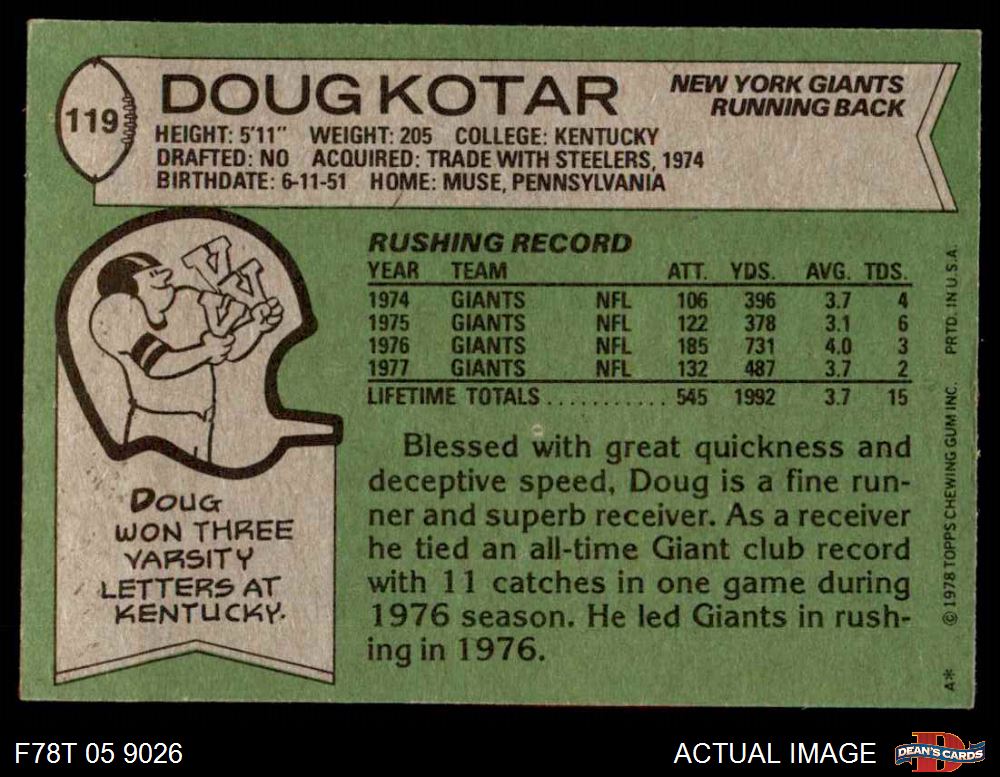 119
DOUG KOTAR
NEW YORK GIANTS
RUNNING BACK
HEIGHT: 5'11" WEIGHT: 205 COLLEGE: KENTUCKY
DRAFTED: NO ACQUIRED: TRADE WITH STEELERS, 1974
BIRTHDATE: 6-11-51 HOME: MUSE, PENNSYLVANIA
DOUG
WON THREE
VARSITY
LETTERS AT
KENTUCKY.
RUSHING RECORD
YEAR TEAM ATT. YDS. AVG. TDS.
1974 GIANTS NFL 106 396 3.7 4
1975 GIANTS NFL 122 378 3.1 6
1976 GIANTS NFL 185 731 4.0 3
1977 GIANTS NFL 132 487 3.7 2
LIFETIME TOTALS........... 545 1992 3.7 15
Blessed with great quickness and
deceptive speed, Doug is a fine run-
ner and superb receiver. As a receiver
he tied an all-time Giant club record
with 11 catches in one game during
1976 season. He led Giants in rush-
ing in 1976.
A* © 1978 TOPPS CHEWING GUM INC. PRTD. IN U.S.A.
F78T 05 9026
ACTUAL IMAGE
D
DEAN'S CARDS